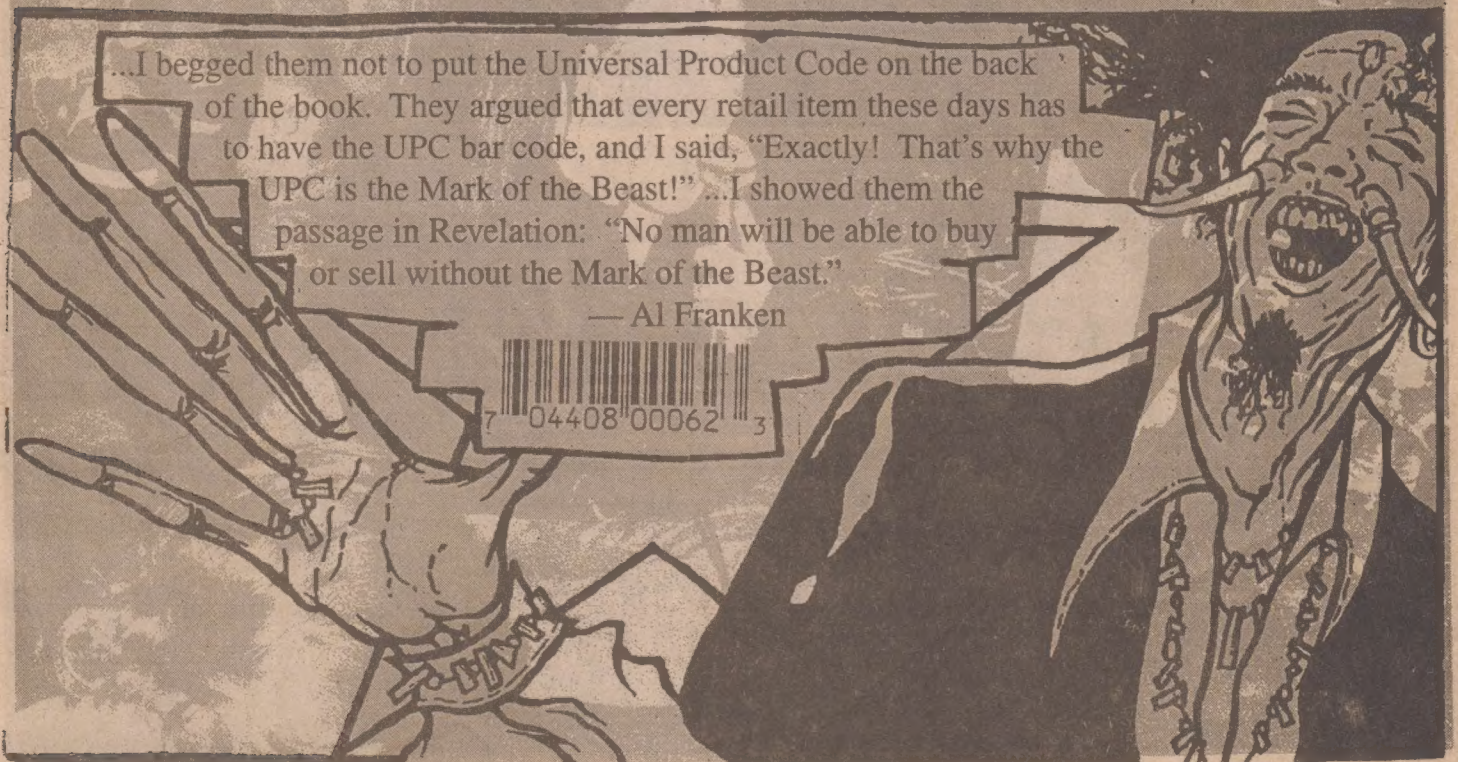 ...I begged them not to put the Universal Product Code on the back
of the book. They argued that every retail item these days has
to have the UPC bar code, and I said, “Exactly! That's why the
UPC is the Mark of the Beast!” ...I showed them the
passage in Revelation: “No man will be able to buy
or sell without the Mark of the Beast.”
— Al Franken
7 04408 00062 3